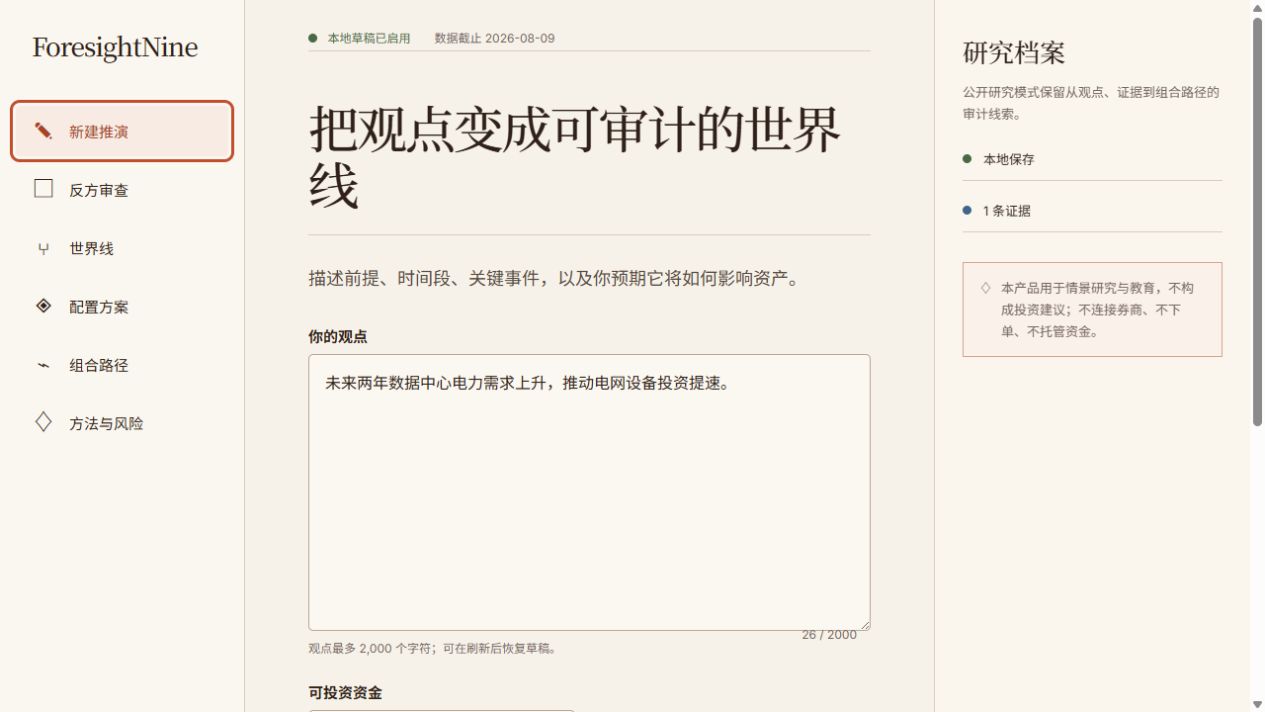 ForesightNine
新建推演
反方审查
世界线
配置方案
组合路径
方法与风险
本地草稿已启用
数据截止 2026-08-09
把观点变成可审计的世界
线
描述前提、时间段、关键事件，以及你预期它将如何影响资产。
你的观点
未来两年数据中心电力需求上升，推动电网设备投资提速。
26 / 2000
观点最多 2,000 个字符；可在刷新后恢复草稿。
可投资资金
研究档案
公开研究模式保留从观点、证据到组合路径的
审计线索。
本地保存
1 条证据
本产品用于情景研究与教育，不构
成投资建议；不连接券商、不下
单、不托管资金。